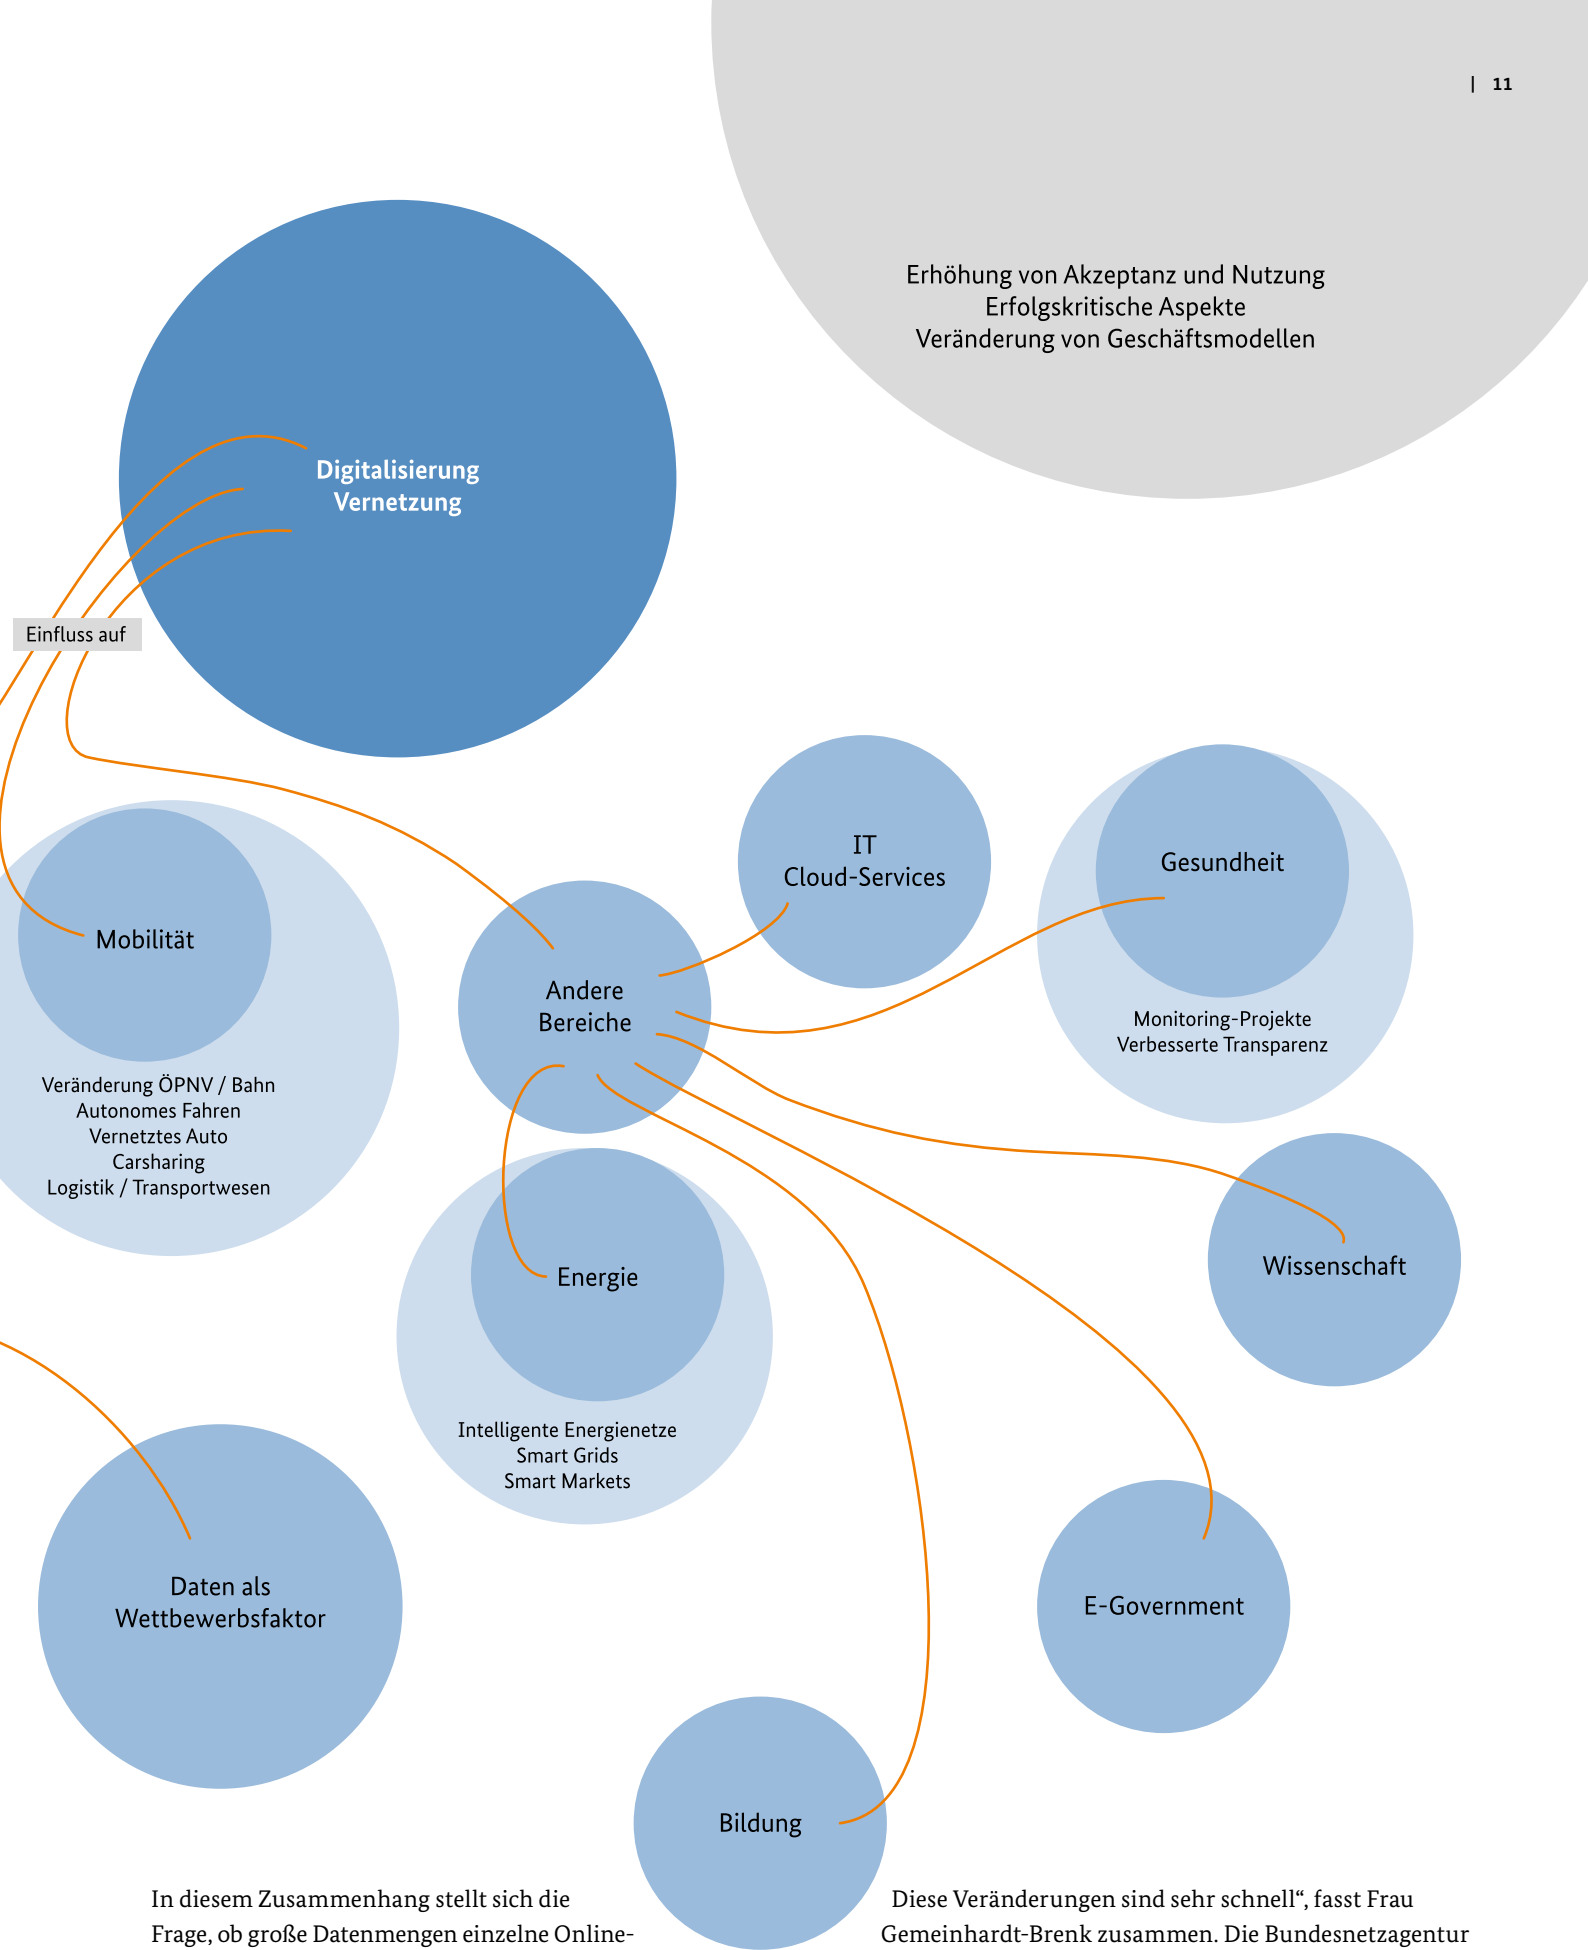 | 11
Erhöhung von Akzeptanz und Nutzung
Erfolgskritische Aspekte
Veränderung von Geschäftsmodellen
Digitalisierung
Vernetzung
Einfluss auf
IT
Cloud-Services
Gesundheit
Monitoring-Projekte
Verbesserte Transparenz
Mobilität
Veränderung ÖPNV / Bahn
Autonomes Fahren
Vernetztes Auto
Carsharing
Logistik / Transportwesen
Andere
Bereiche
Wissenschaft
Energie
Intelligente Energienetze
Smart Grids
Smart Markets
Daten als
Wettbewerbsfaktor
E-Government
Bildung
In diesem Zusammenhang stellt sich die
Frage, ob große Datenmengen einzelne Online-
Diese Veränderungen sind sehr schnell“, fasst Frau
Gemeinhardt-Brenk zusammen. Die Bundesnetzagentur